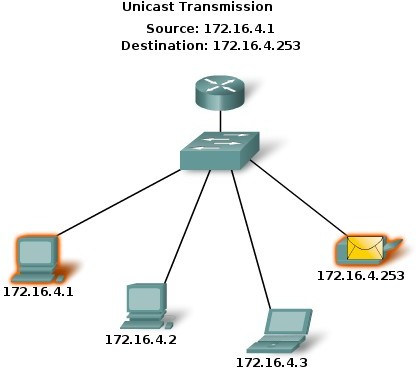 Unicast Transmission
Source: 172.16.4.1
Destination: 172.16.4.253
172.16.4.1
172.16.4.253
172.16.4.2
172.16.4.3